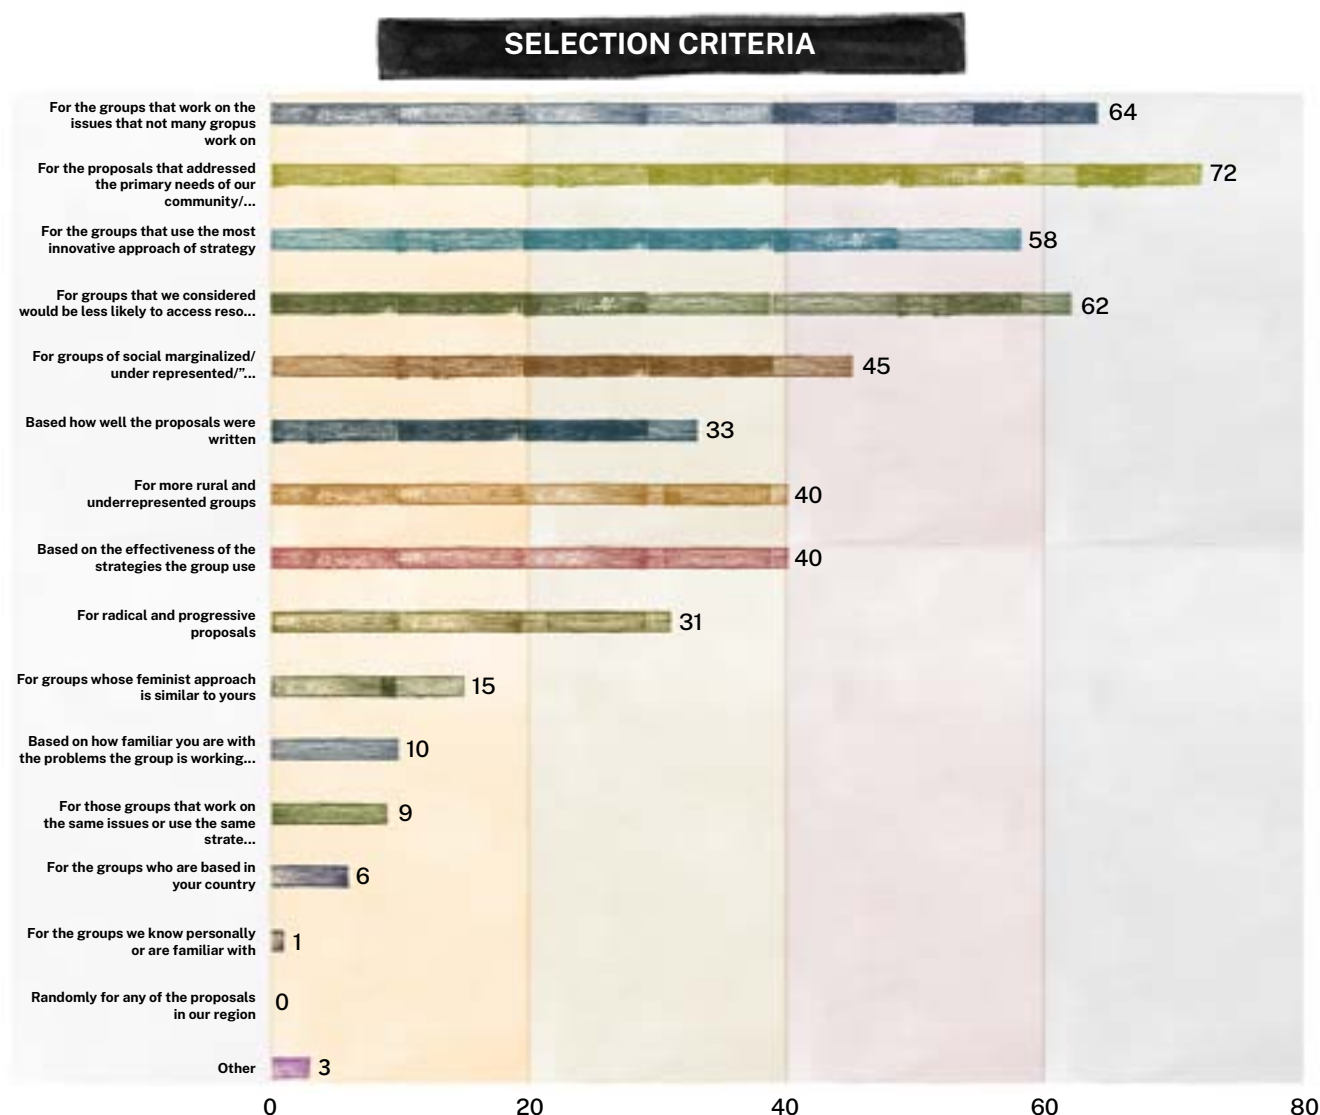 SELECTION CRITERIA
For the groups that work on the
issues that not many gropus
work on
64
For the proposals that addressed
the primary needs of our
community/...
72
For the groups that use the most
innovative approach of strategy
58
For groups that we considered
would be less likely to access reso...
62
For groups of social marginalized/
under represented/”...
45
Based how well the proposals were
written
33
For more rural and
underrepresented groups
40
Based on the effectiveness of the
strategies the group use
40
For radical and progressive
proposals
31
For groups whose feminist approach
is similar to yours
15
Based on how familiar you are with
the problems the group is working...
10
For those groups that work on
the same issues or use the same
strate...
9
For the groups who are based in
your country
6
For the groups we know personally
or are familiar with
1
Randomly for any of the proposals
in our region
0
Other
3
0 20 40 60 80